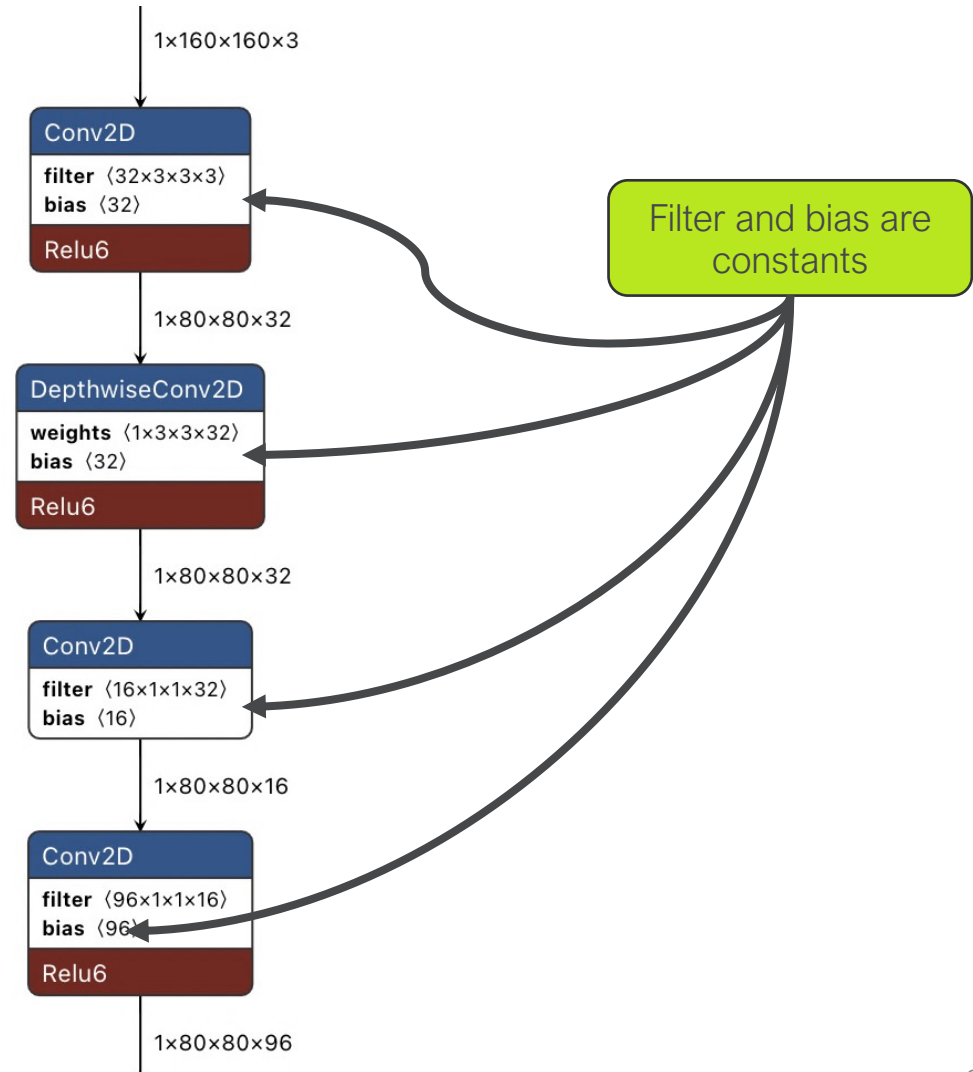 1×160×160×3
Conv2D
filter ⟨32×3×3×3⟩
bias ⟨32⟩
Relu6
Filter and bias are
constants
1×80×80×32
DepthwiseConv2D
weights ⟨1×3×3×32⟩
bias ⟨32⟩
Relu6
1×80×80×32
Conv2D
filter ⟨16×1×1×32⟩
bias ⟨16⟩
1×80×80×16
Conv2D
filter ⟨96×1×1×16⟩
bias ⟨96⟩
Relu6
1×80×80×96